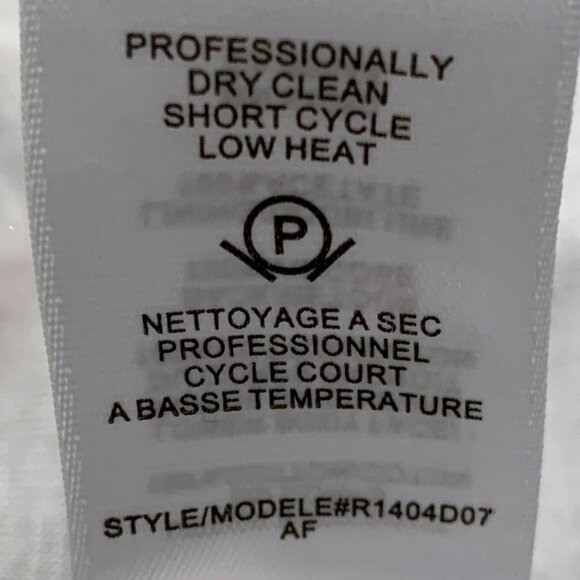 PROFESSIONALLY
DRY CLEAN
SHORT CYCLE
LOW HEAT
P
NETTOYAGE A SEC
PROFESSIONNEL
CYCLE COURT
A BASSE TEMPERATURE
STYLE/MODELE#R1404D07
AF